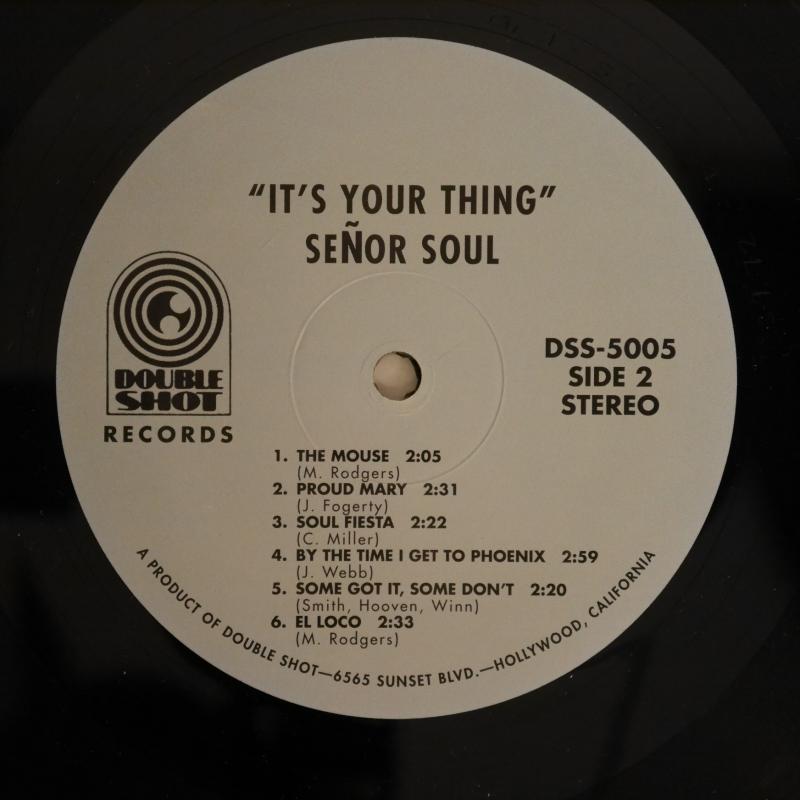 "IT'S YOUR THING"
SEÑOR SOUL
DOUBLE
SHOT
RECORDS
DSS-5005
SIDE 2
STEREO
1. THE MOUSE 2:05
(M. Rodgers)
2. PROUD MARY 2:31
(J. Fogerty)
3. SOUL FIESTA 2:22
(C. Miller)
4. BY THE TIME I GET TO PHOENIX 2:59
(J. Webb)
5. SOME GOT IT, SOME DON'T 2:20
(Smith, Hooven, Winn)
6. EL LOCO 2:33
(M. Rodgers)
A PRODUCT OF DOUBLE SHOT—6565 SUNSET BLVD.—HOLLYWOOD, CALIFORNIA